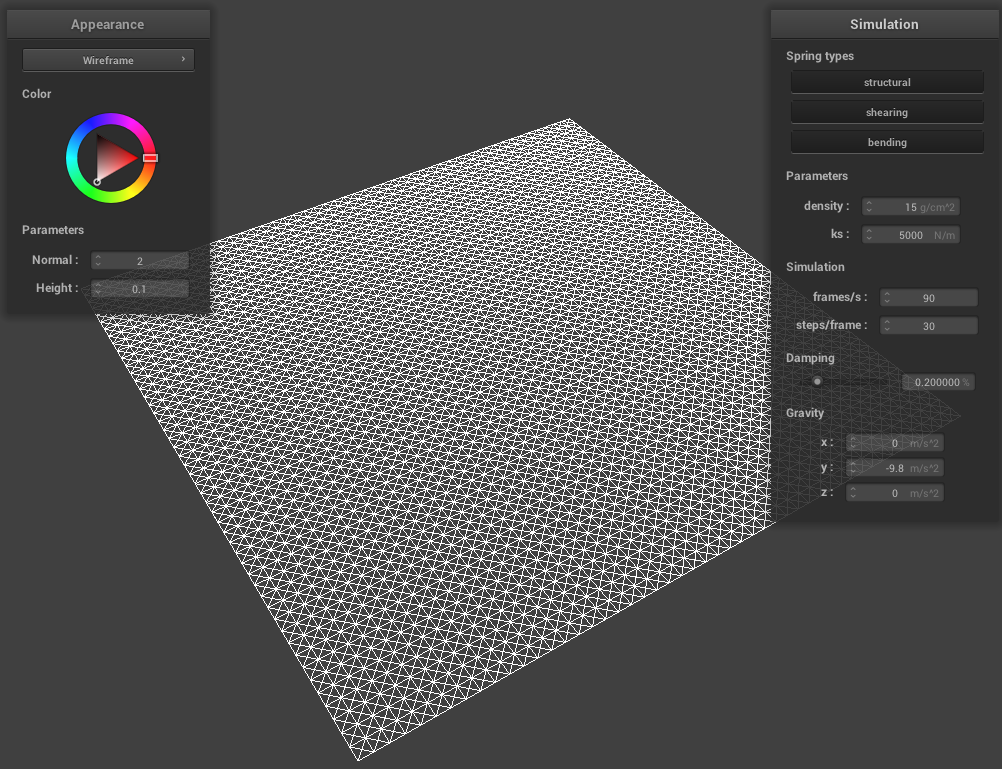 Appearance
Wireframe ›
Color
Parameters
Normal : 2
Height : 0.1
Simulation
Spring types
structural
shearing
bending
Parameters
density : 15 g/cm^2
ks : 5000 N/m
Simulation
frames/s : 90
steps/frame : 30
Damping
0.200000 %
Gravity
x : 0 m/s^2
y : -9.8 m/s^2
z : 0 m/s^2